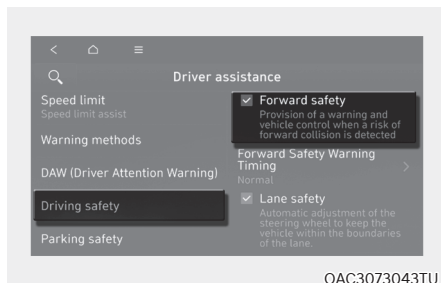 Driver assistance
Speed limit
Speed limit assist
Warning methods
DAW (Driver Attention Warning)
Driving safety
Parking safety
Forward safety
Provision of a warning and
vehicle control when a risk of
forward collision is detected
Forward Safety Warning
Timing
Normal
Lane safety
Automatic adjustment of the
steering wheel to keep the
vehicle within the boundaries
of the lane.
OAC3073043TU